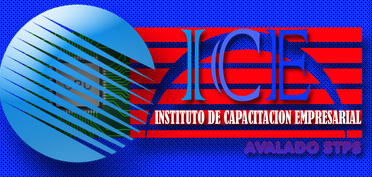 ICE
INSTITUTO DE CAPACITACION EMPRESARIAL
AVALADO STPS